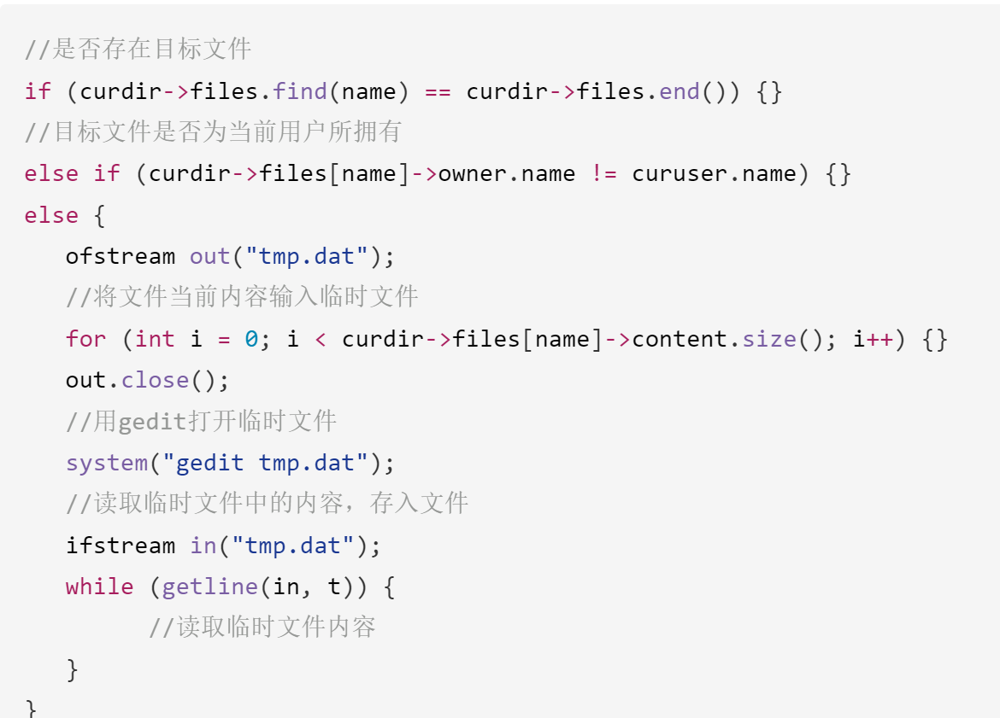 //是否存在目标文件
if (curdir->files.find(name) == curdir->files.end()) {}
//目标文件是否为当前用户所拥有
else if (curdir->files[name]->owner.name != curuser.name) {}
else {
   ofstream out("tmp.dat");
   //将文件当前内容输入临时文件
   for (int i = 0; i < curdir->files[name]->content.size(); i++) {}
   out.close();
   //用gedit打开临时文件
   system("gedit tmp.dat");
   //读取临时文件中的内容，存入文件
   ifstream in("tmp.dat");
   while (getline(in, t)) {
         //读取临时文件内容
   }
}